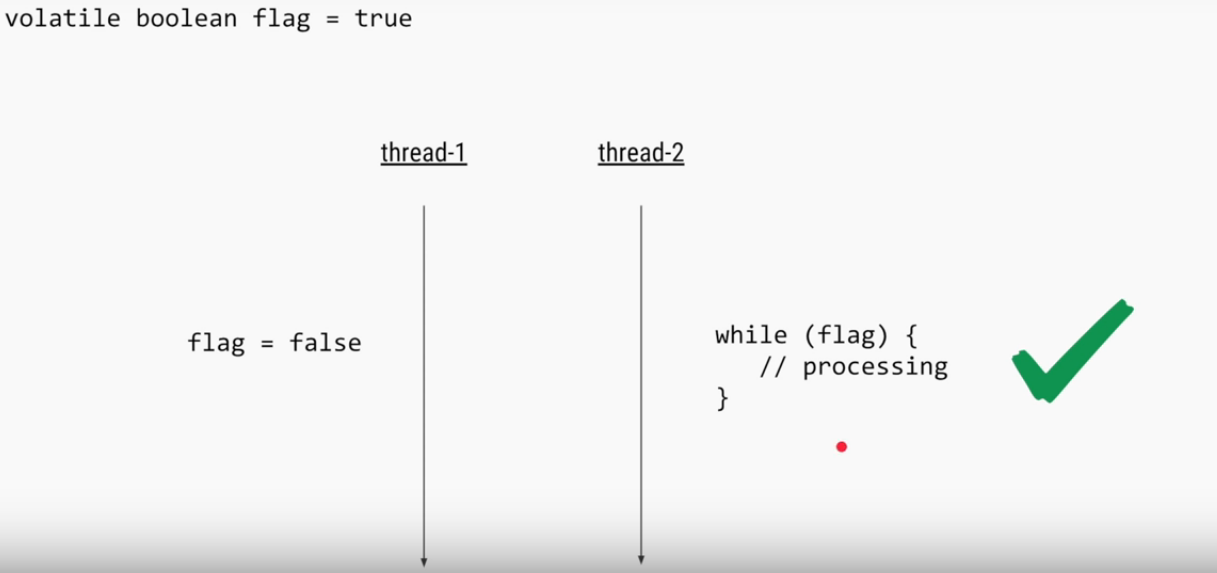 volatile boolean flag = true
thread-1
thread-2
flag = false
while (flag) {
// processing
}